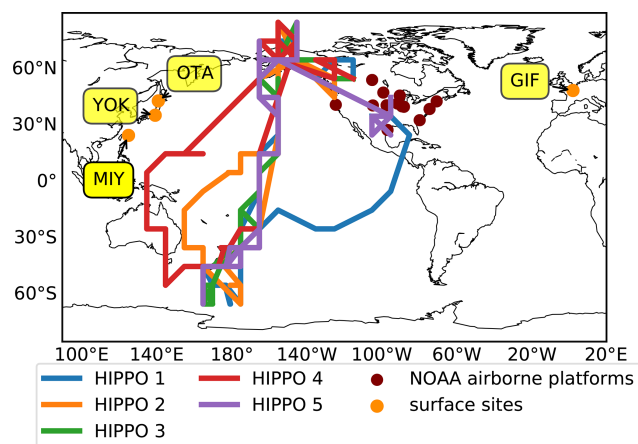 OTA
GIF
YOK
MIY
60°N
30°N
0°
30°S
60°S
100°E 140°E 180° 140°W 100°W 60°W 20°W 20°E
HIPPO 1 HIPPO 4 NOAA airborne platforms
HIPPO 2 HIPPO 5 surface sites
HIPPO 3